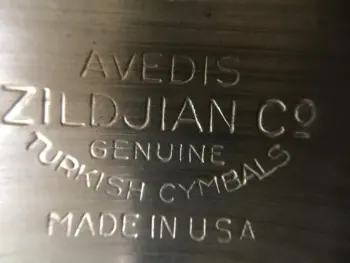 AVEDIS
ZILDJIAN Cº
GENUINE
TURKISH CYMBALS
MADE IN USA